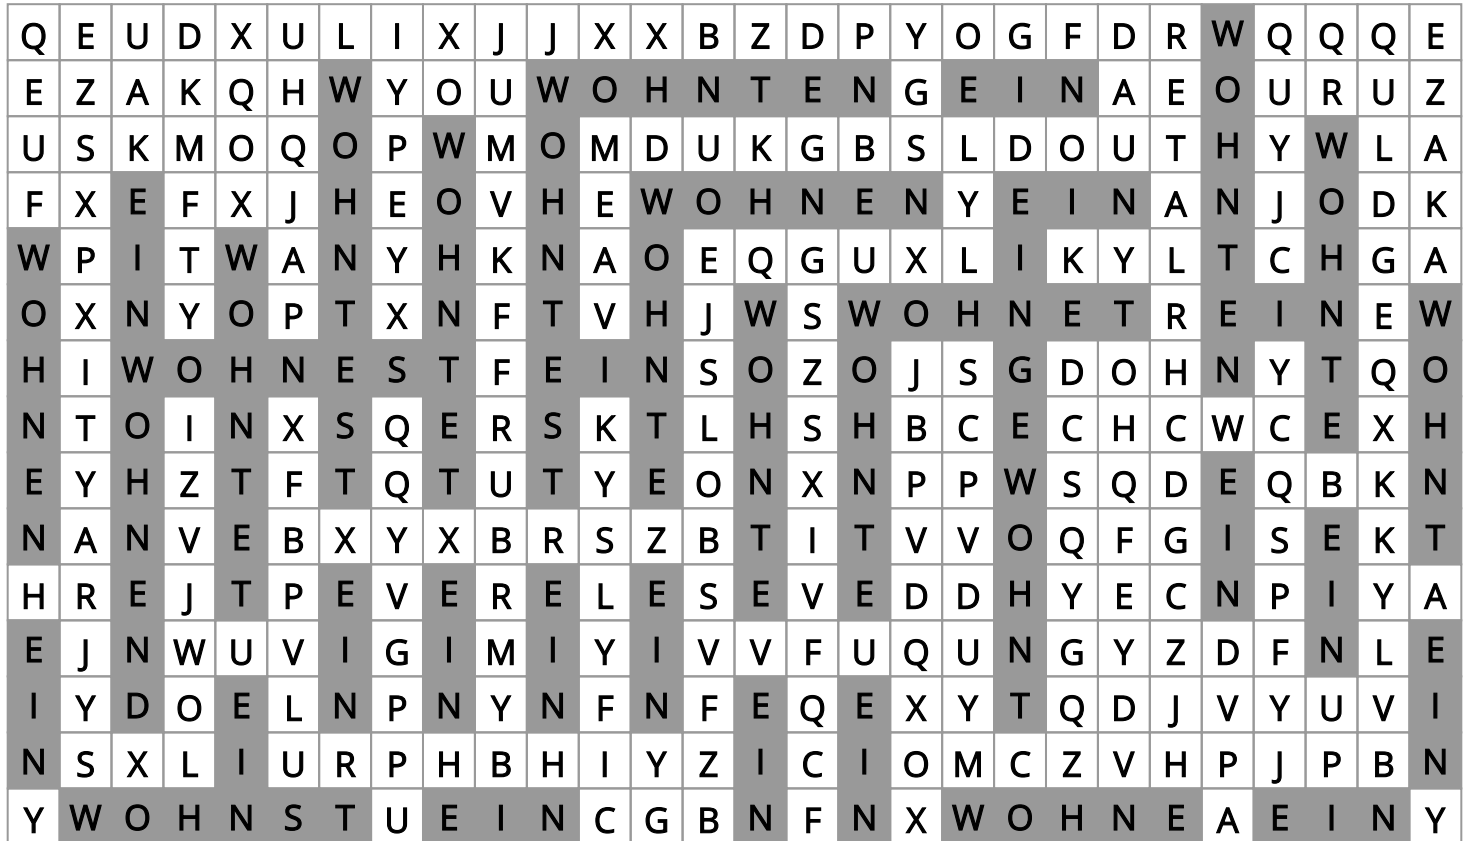 Q E U D X U L I X J J X X B Z D P Y O G F D R W Q Q Q E
E Z A K Q H W Y O U W O H N T E N G E I N A E O U R U Z
U S K M O Q O P W M O M D U K G B S L D O U T H Y W L A
F X E F X J H E O V H E W O H N E N Y E I N A N J O D K
W P I T W A N Y H K N A O E Q G U X L I K Y L T C H G A
O X N Y O P T X N F T V H J W S W O H N E T R E I N E W
H I W O H N E S T F E I N S O Z O J S G D O H N Y T Q O
N T O I N X S Q E R S K T L H S H B C E C H C W C E X H
E Y H Z T F T Q T U T Y E O N X N P P W S Q D E Q B K N
N A N V E B X Y X B R S Z B T I T V V O Q F G I S E K T
H R E J T P E V E R E L E S E V E D D H Y E C N P I Y A
E J N W U V I G I M I Y I V V F U Q U N G Y Z D F N L E
I Y D O E L N P N Y N F N F E Q E X Y T Q D J V Y U V I
N S X L I U R P H B H I Y Z I C I O M C Z V H P J P B N
Y W O H N S T U E I N C G B N F N X W O H N E A E I N Y